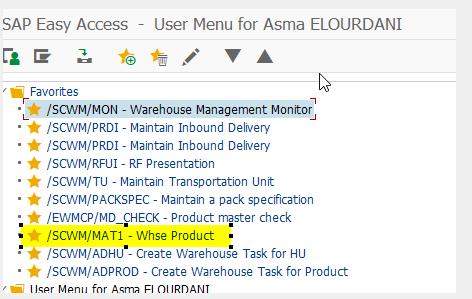 SAP Easy Access - User Menu for Asma ELOURDANI
Favorites
/SCWM/MON - Warehouse Management Monitor
/SCWM/PRDI - Maintain Inbound Delivery
/SCWM/PRDI - Maintain Inbound Delivery
/SCWM/RFUI - RF Presentation
/SCWM/TU - Maintain Transportation Unit
/SCWM/PACKSPEC - Maintain a pack specification
/EWMCP/MD_CHECK - Product master check
/SCWM/MAT1 - Whse Product
/SCWM/ADHU - Create Warehouse Task for HU
/SCWM/ADPROD - Create Warehouse Task for Product
User Menu for Asma ELOURDANI